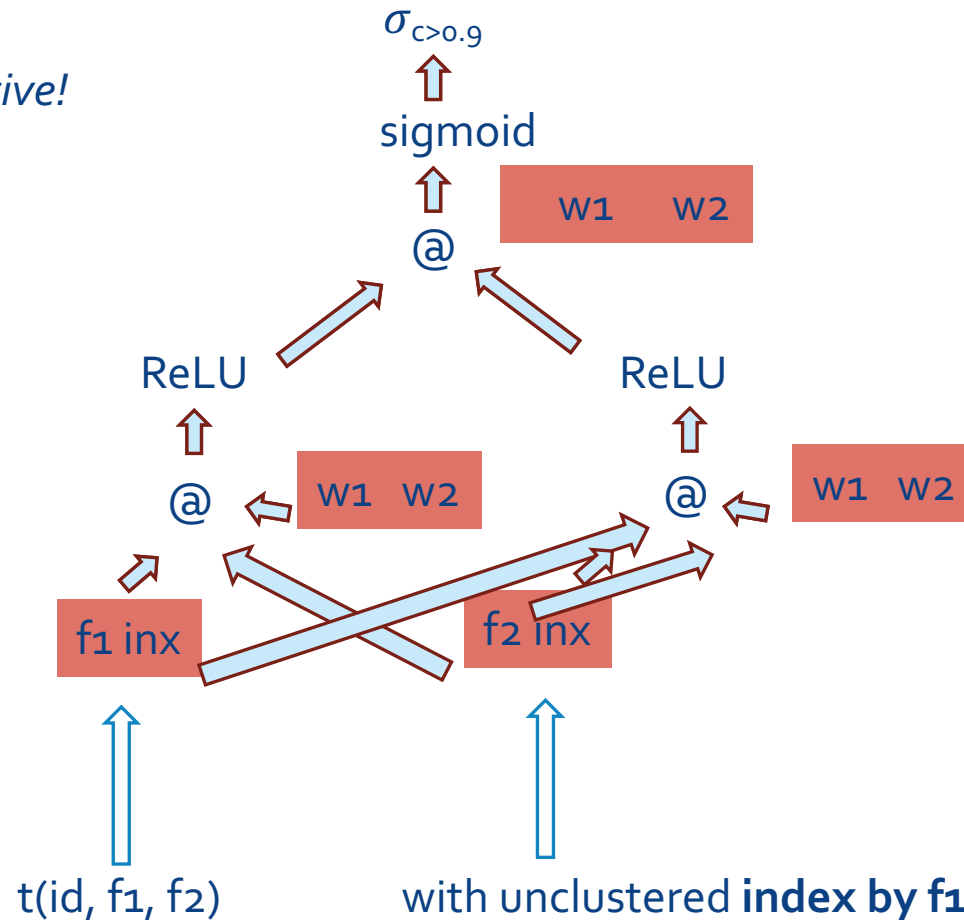 σc>0.9
tive!
sigmoid
w1 w2
@
ReLU ReLU
@ w1 w2 @ w1 w2
f1 inx f2 inx
t(id, f1, f2) with unclustered index by f1